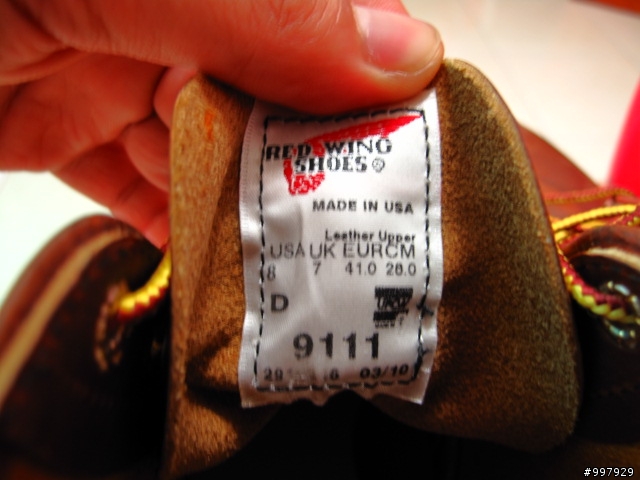 RED WING
SHOES
MADE IN USA
Leather Upper
USA UK EUR CM
8 7 41.0 26.0
D
9111
03/10
#997929